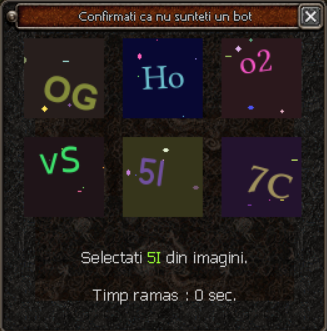 Confirmati ca nu sunteti un bot
OG Ho o2
vS 5I 7C
Selectati 5I din imagini.
Timp ramas : 0 sec.